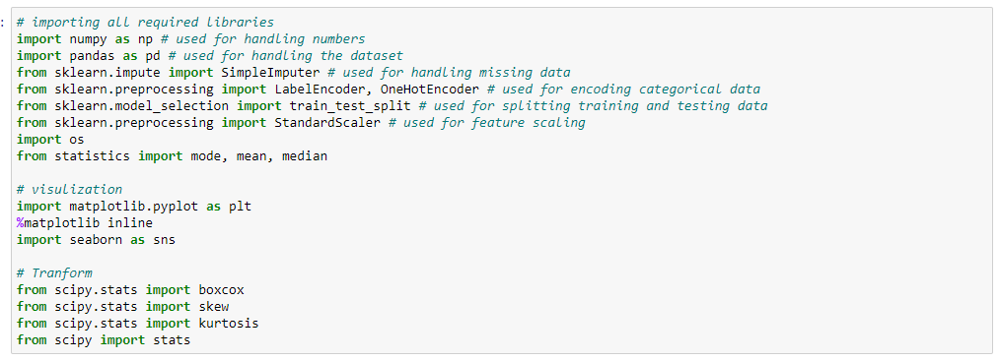 :
# importing all required libraries
import numpy as np # used for handling numbers
import pandas as pd # used for handling the dataset
from sklearn.impute import SimpleImputer # used for handling missing data
from sklearn.preprocessing import LabelEncoder, OneHotEncoder # used for encoding categorical data
from sklearn.model_selection import train_test_split # used for splitting training and testing data
from sklearn.preprocessing import StandardScaler # used for feature scaling
import os
from statistics import mode, mean, median

# visulization
import matplotlib.pyplot as plt
%matplotlib inline
import seaborn as sns

# Tranform
from scipy.stats import boxcox
from scipy.stats import skew
from scipy.stats import kurtosis
from scipy import stats